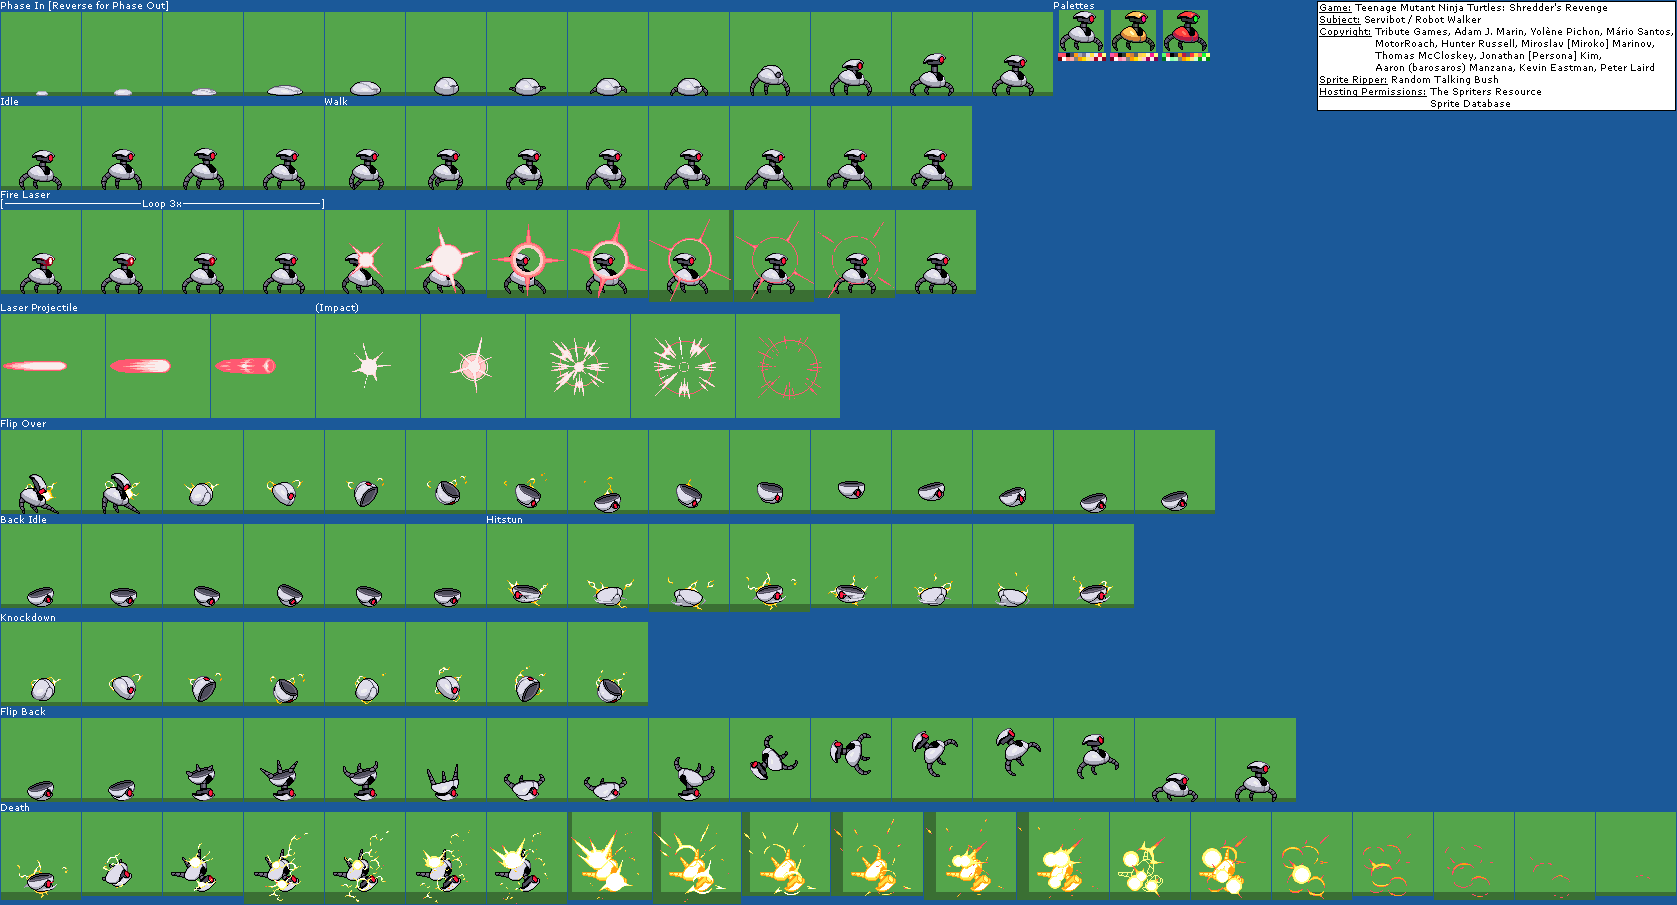 Phase In [Reverse for Phase Out]
Palettes
Game: Teenage Mutant Ninja Turtles: Shredder's Revenge
Subject: Servibot / Robot Walker
Copyright: Tribute Games, Adam J. Marin, Yolène Pichon, Mário Santos,
MotorRoach, Hunter Russell, Miroslav [Miroko] Marinov,
Thomas McCloskey, Jonathan [Persona] Kim,
Aaron (barosaros) Manzana, Kevin Eastman, Peter Laird
Sprite Ripper: Random Talking Bush
Hosting Permissions: The Spriters Resource
Sprite Database
Idle
Walk
Fire Laser
[ Loop 3x ]
Laser Projectile
(Impact)
Flip Over
Back Idle
Hitstun
Knockdown
Flip Back
Death